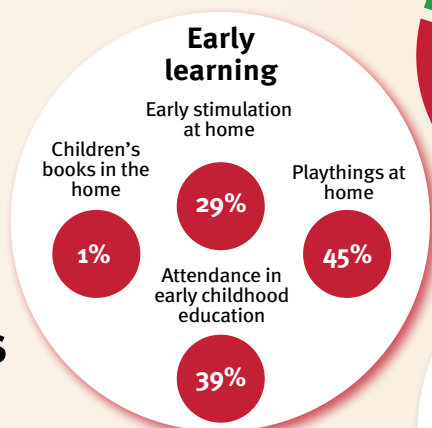 Early
learning
Early stimulation
at home
29%
Children's
books in the
home
1%
Playthings at
home
45%
Attendance in
early childhood
education
39%
s